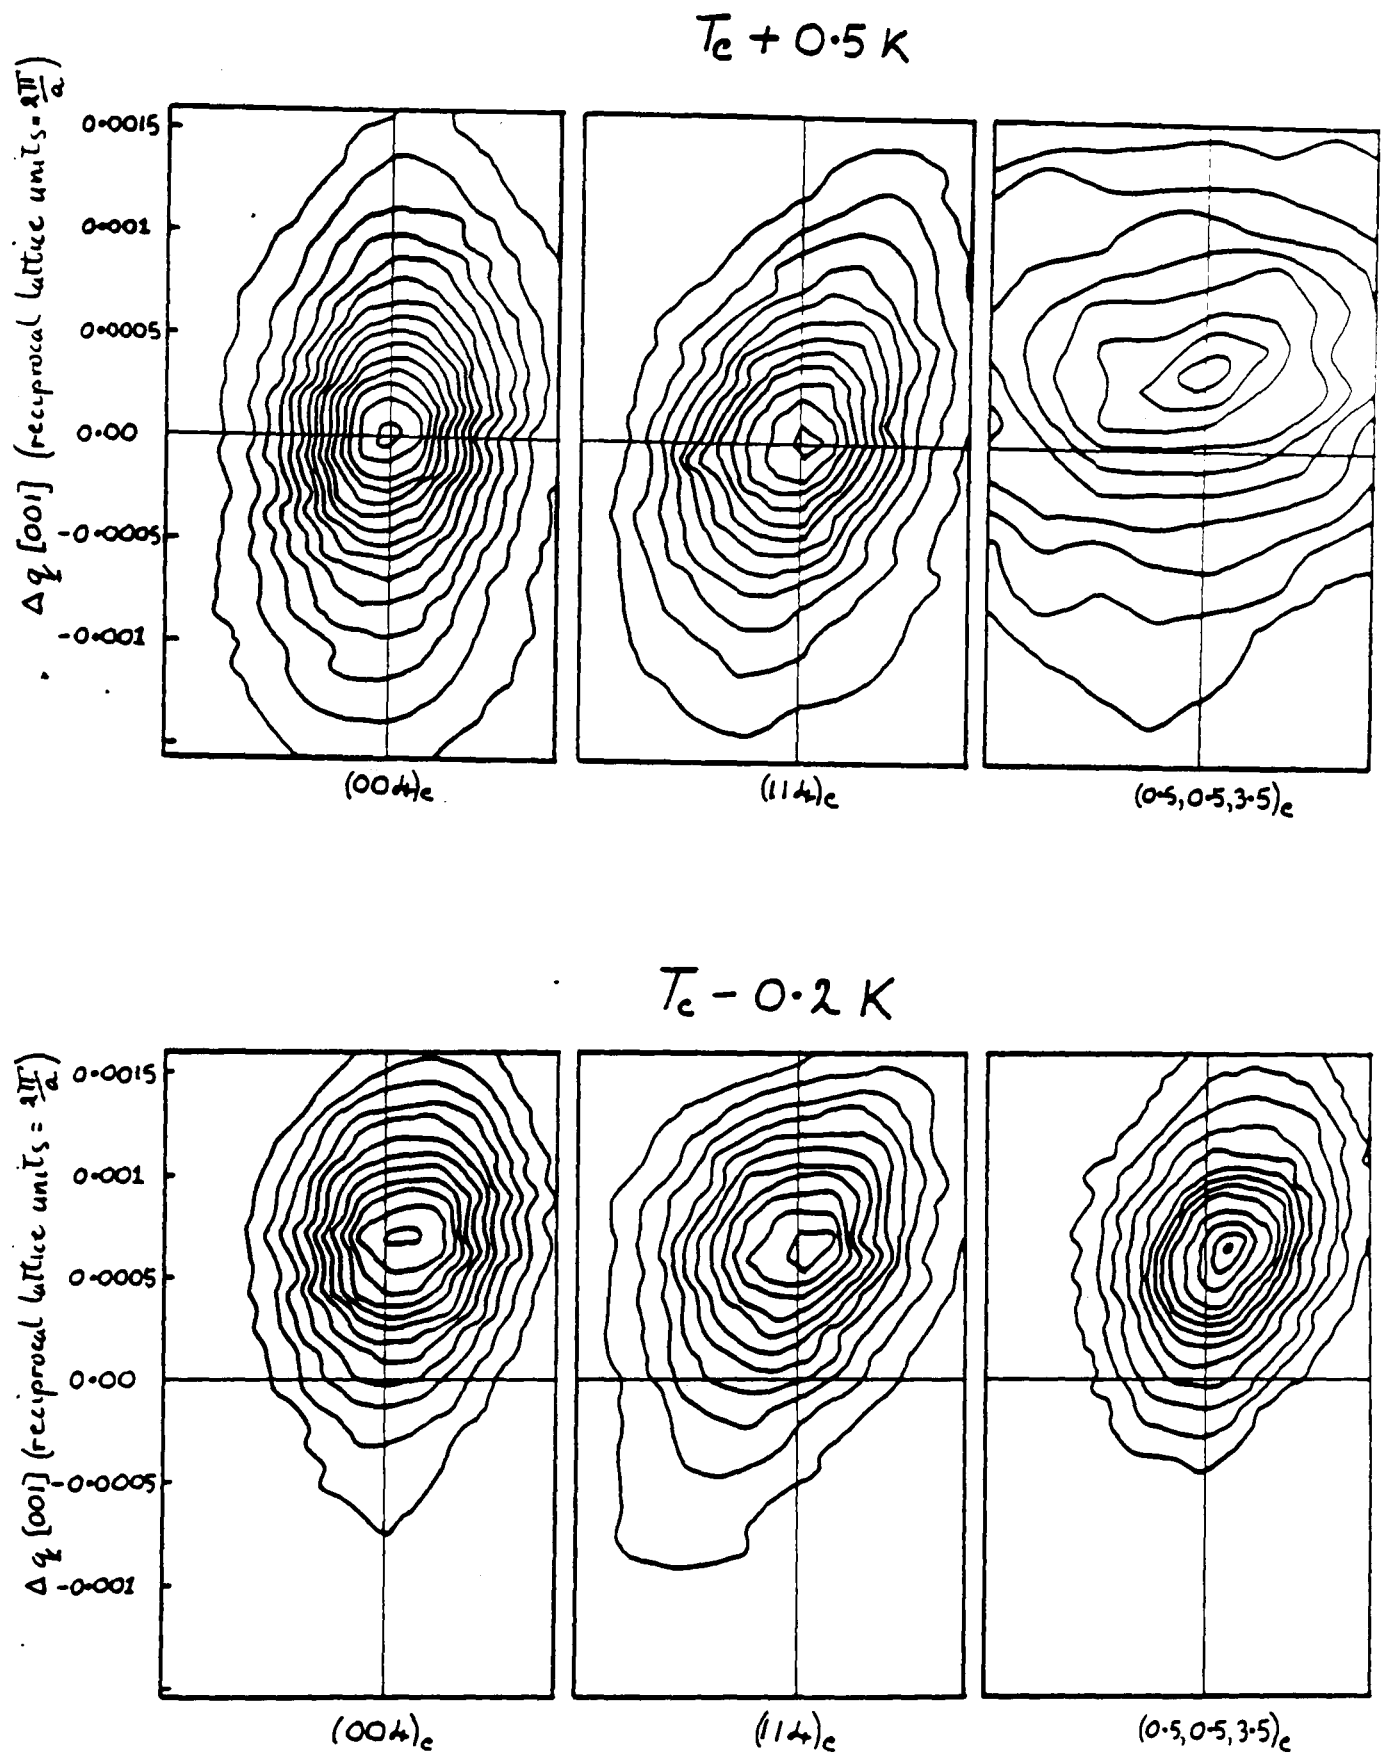 Tc + 0.5 K
Δq [001] (reciprocal lattice units = 2π/a)
0.0015
0.001
0.0005
0.00
-0.0005
-0.001
(004)c
(114)c
(0.5,0.5,3.5)c
Tc - 0.2 K
Δq [001] (reciprocal lattice units = 2π/a)
0.0015
0.001
0.0005
0.00
-0.0005
-0.001
(004)c
(114)c
(0.5,0.5,3.5)c